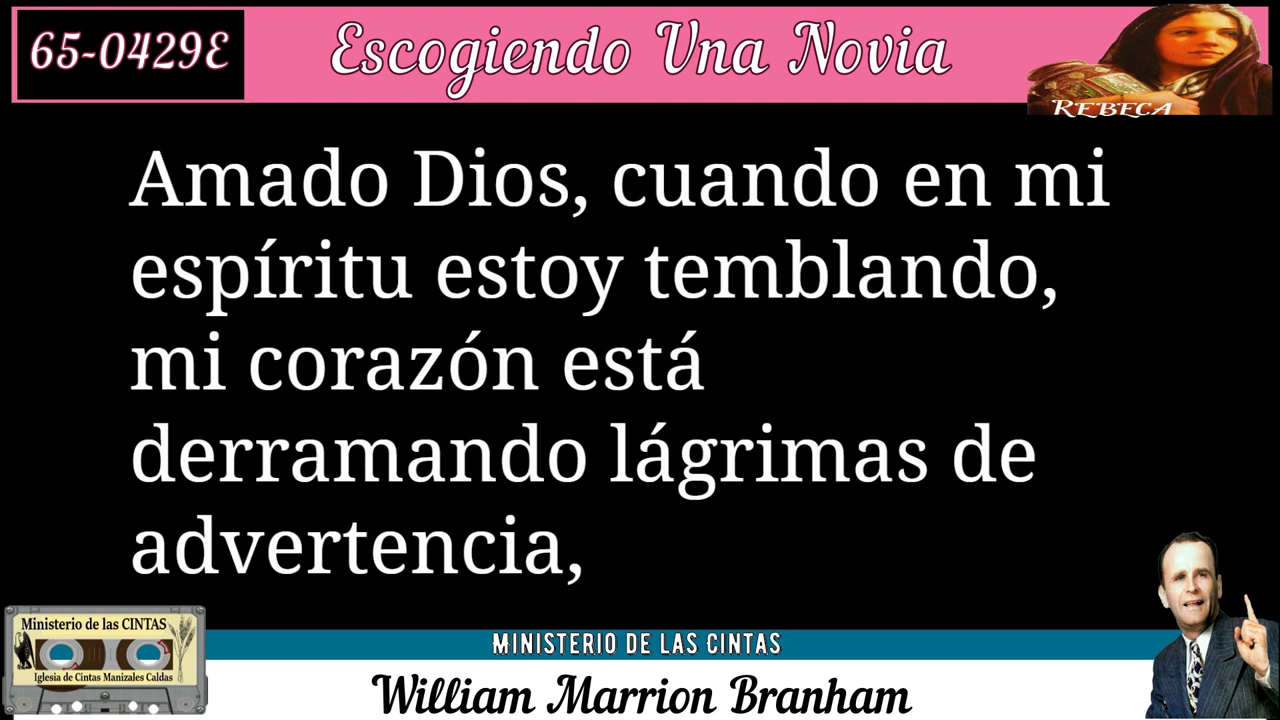 65-0429E
Escogiendo Una Novia
REBECA
Amado Dios, cuando en mi
espíritu estoy temblando,
mi corazón está
derramando lágrimas de
advertencia,
Ministerio de las CINTAS
Iglesia de Cintas Manizales Caldas
MINISTERIO DE LAS CINTAS
William Marrion Branham